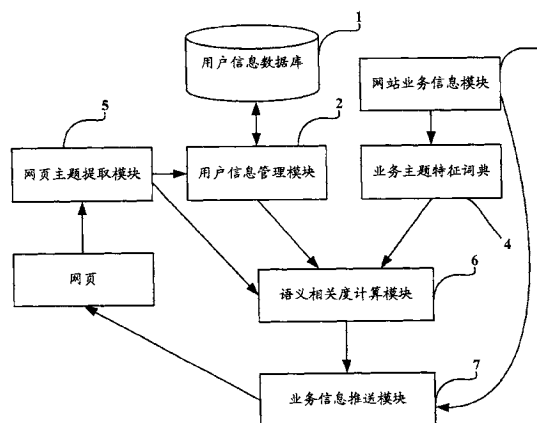 1
用户信息数据库
网站业务信息模块
5
2
网页主题提取模块
用户信息管理模块
业务主题特征词典
4
网页
6
语义相关度计算模块
7
业务信息推送模块